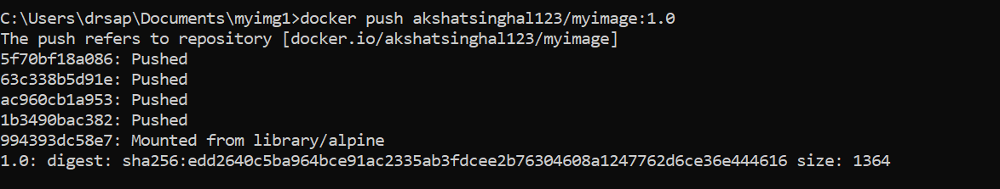 C:\Users\drsap\Documents\myimg1>docker push akshatsinghal123/myimage:1.0
The push refers to repository [docker.io/akshatsinghal123/myimage]
5f70bf18a086: Pushed
63c338b5d91e: Pushed
ac960cb1a953: Pushed
1b3490bac382: Pushed
994393dc58e7: Mounted from library/alpine
1.0: digest: sha256:edd2640c5ba964bce91ac2335ab3fdcee2b76304608a1247762d6ce36e444616 size: 1364